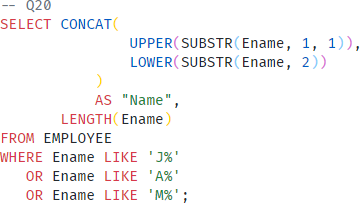 -- Q20
SELECT CONCAT(
UPPER(SUBSTR(Ename, 1, 1)),
LOWER(SUBSTR(Ename, 2))
)
AS "Name",
LENGTH(Ename)
FROM EMPLOYEE
WHERE Ename LIKE 'J%'
OR Ename LIKE 'A%'
OR Ename LIKE 'M%';